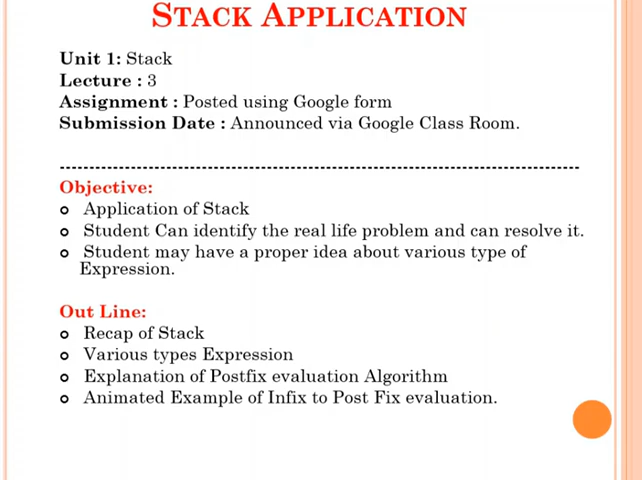 STACK APPLICATION
Unit 1: Stack
Lecture : 3
Assignment : Posted using Google form
Submission Date : Announced via Google Class Room.
Objective:
Application of Stack
Student Can identify the real life problem and can resolve it.
Student may have a proper idea about various type of
Expression.
Out Line:
Recap of Stack
Various types Expression
Explanation of Postfix evaluation Algorithm
Animated Example of Infix to Post Fix evaluation.